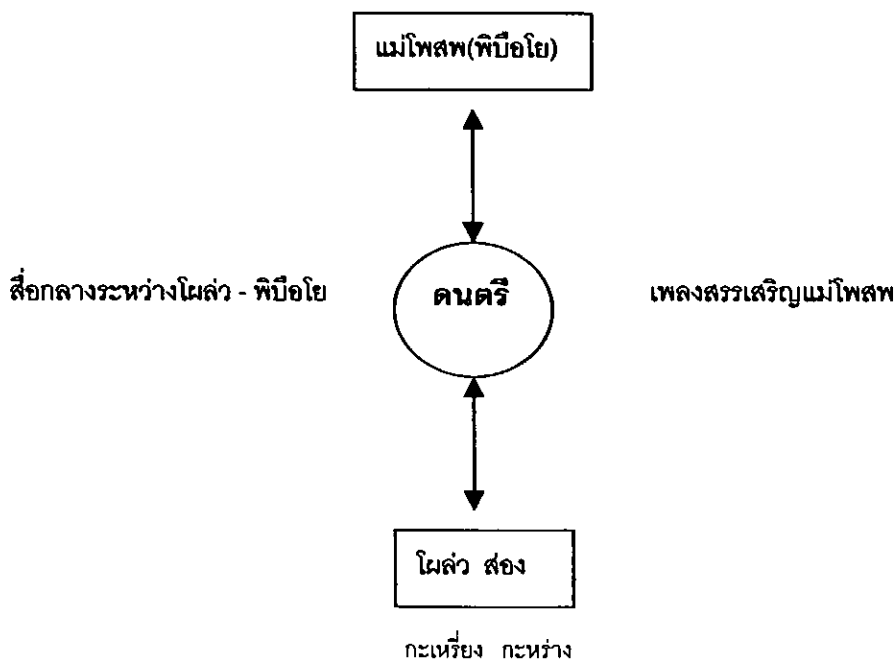 แม่โพสพ(พิบือโย)
สื่อกลางระหว่างโผล่ว - พิบือโย
ดนตรี
เพลงสรรเสริญแม่โพสพ
โผล่ว ส่อง
กะเหรี่ยง กะหร่าง